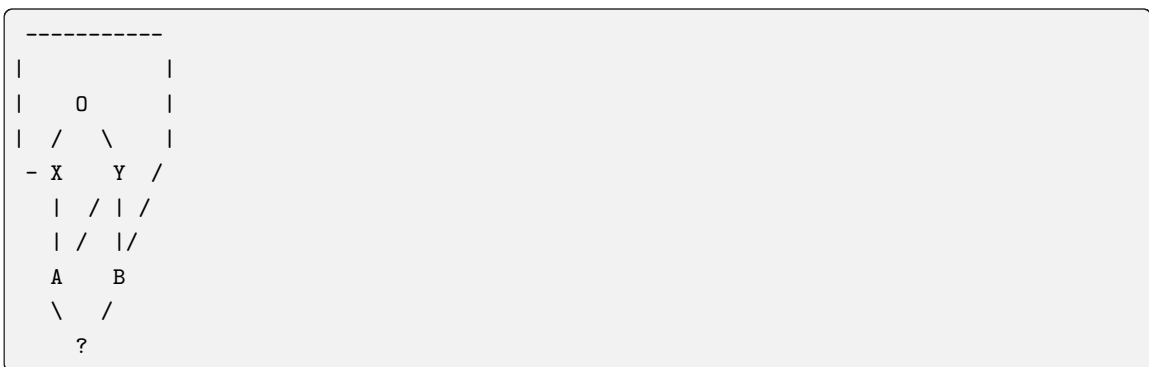 -----------
|           |
|    O      |
|  /   \    |
 - X    Y  /
   |  / | /
   | /  |/
   A    B
   \   /
     ?